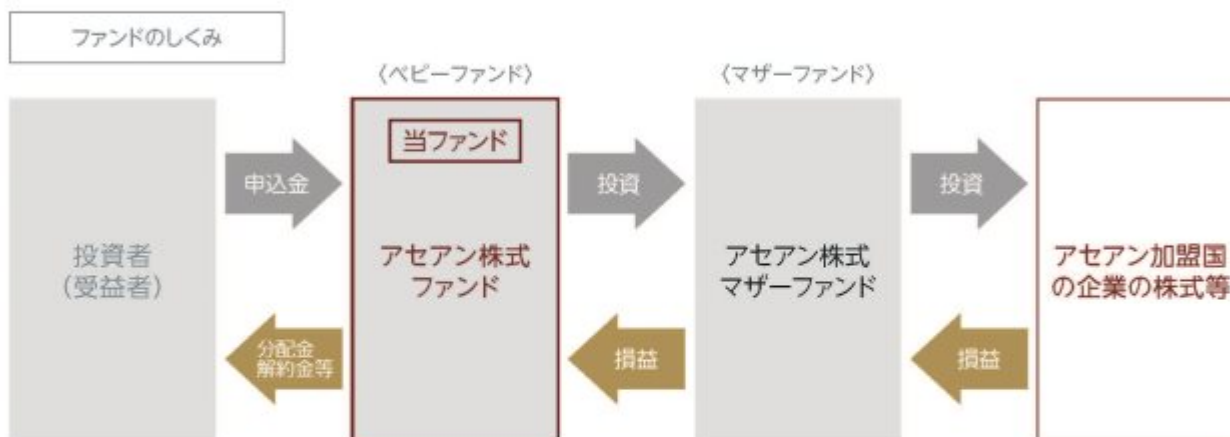 ファンドのしくみ
〈ベビーファンド〉
〈マザーファンド〉
投資者
(受益者)
申込金
分配金
解約金等
当ファンド
アセアン株式
ファンド
投資
損益
アセアン株式
マザーファンド
投資
損益
アセアン加盟国
の企業の株式等